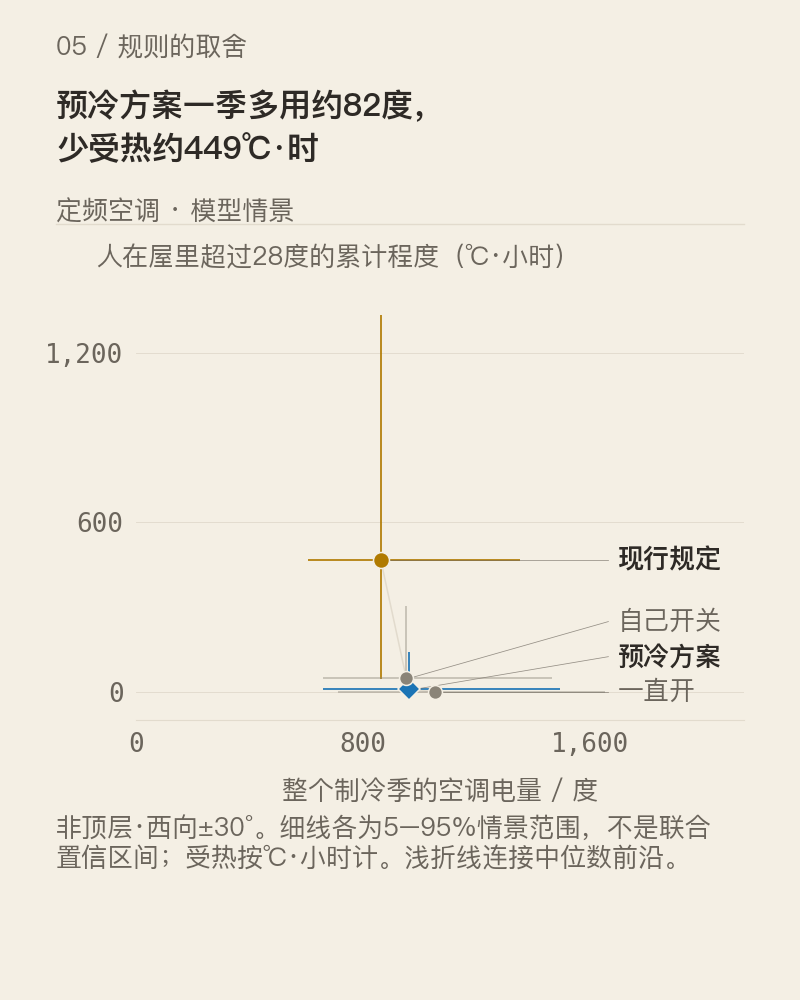 05 / 规则的取舍
预冷方案一季多用约82度，
少受热约449℃·时
定频空调 · 模型情景
人在屋里超过28度的累计程度（℃·小时）
1,200
600
现行规定
自己开关
预冷方案
一直开
0
0
800
1,600
整个制冷季的空调电量 / 度
非顶层·西向±30°。细线各为5—95%情景范围，不是联合
置信区间；受热按℃·小时计。浅折线连接中位数前沿。